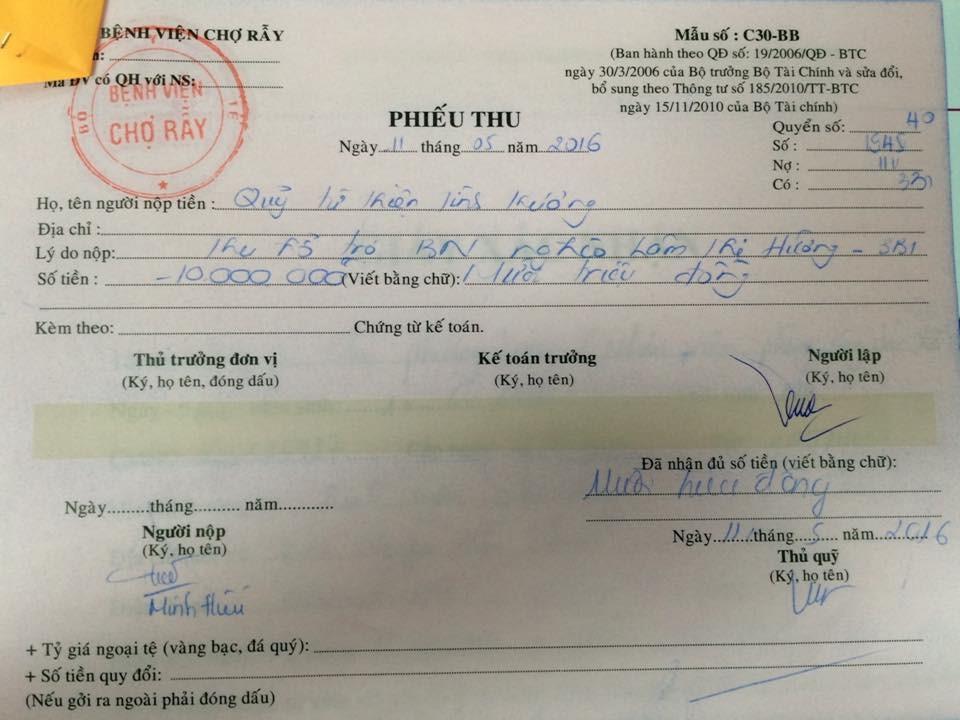 BỆNH VIỆN CHỢ RẪY
Mẫu số : C30-BB
(Ban hành theo QĐ số: 19/2006/QĐ - BTC
Mã ĐV có QH với NS:
ngày 30/3/2006 của Bộ trưởng Bộ Tài Chính và sửa đổi,
bổ sung theo Thông tư số 185/2010/TT-BTC
ngày 15/11/2010 của Bộ Tài chính)
BỆNH VIỆN
CHỢ RẪY
BỘ
TẾ
PHIẾU THU
Ngày 11 tháng 05 năm 2016
Quyển số: 40
Số :
Nợ : 111
Có : 331
Họ, tên người nộp tiền : Quỹ từ thiện
Địa chỉ :
Lý do nộp: Thu hỗ trợ BN nghèo Lâm Thị Hường - 3B1
Số tiền : -10.000 000đ (Viết bằng chữ): Mười triệu đồng
Kèm theo: Chứng từ kế toán.
Thủ trưởng đơn vị
(Ký, họ tên, đóng dấu)
Kế toán trưởng
(Ký, họ tên)
Người lập
(Ký, họ tên)
Đã nhận đủ số tiền (viết bằng chữ):
Mười triệu đồng
Ngày.........tháng.......... năm............
Người nộp
(Ký, họ tên)
Minh Hiếu
Ngày 11 tháng 5 năm 2016
Thủ quỹ
(Ký, họ tên)
+ Tỷ giá ngoại tệ (vàng bạc, đá quý):
+ Số tiền quy đổi:
(Nếu gởi ra ngoài phải đóng dấu)